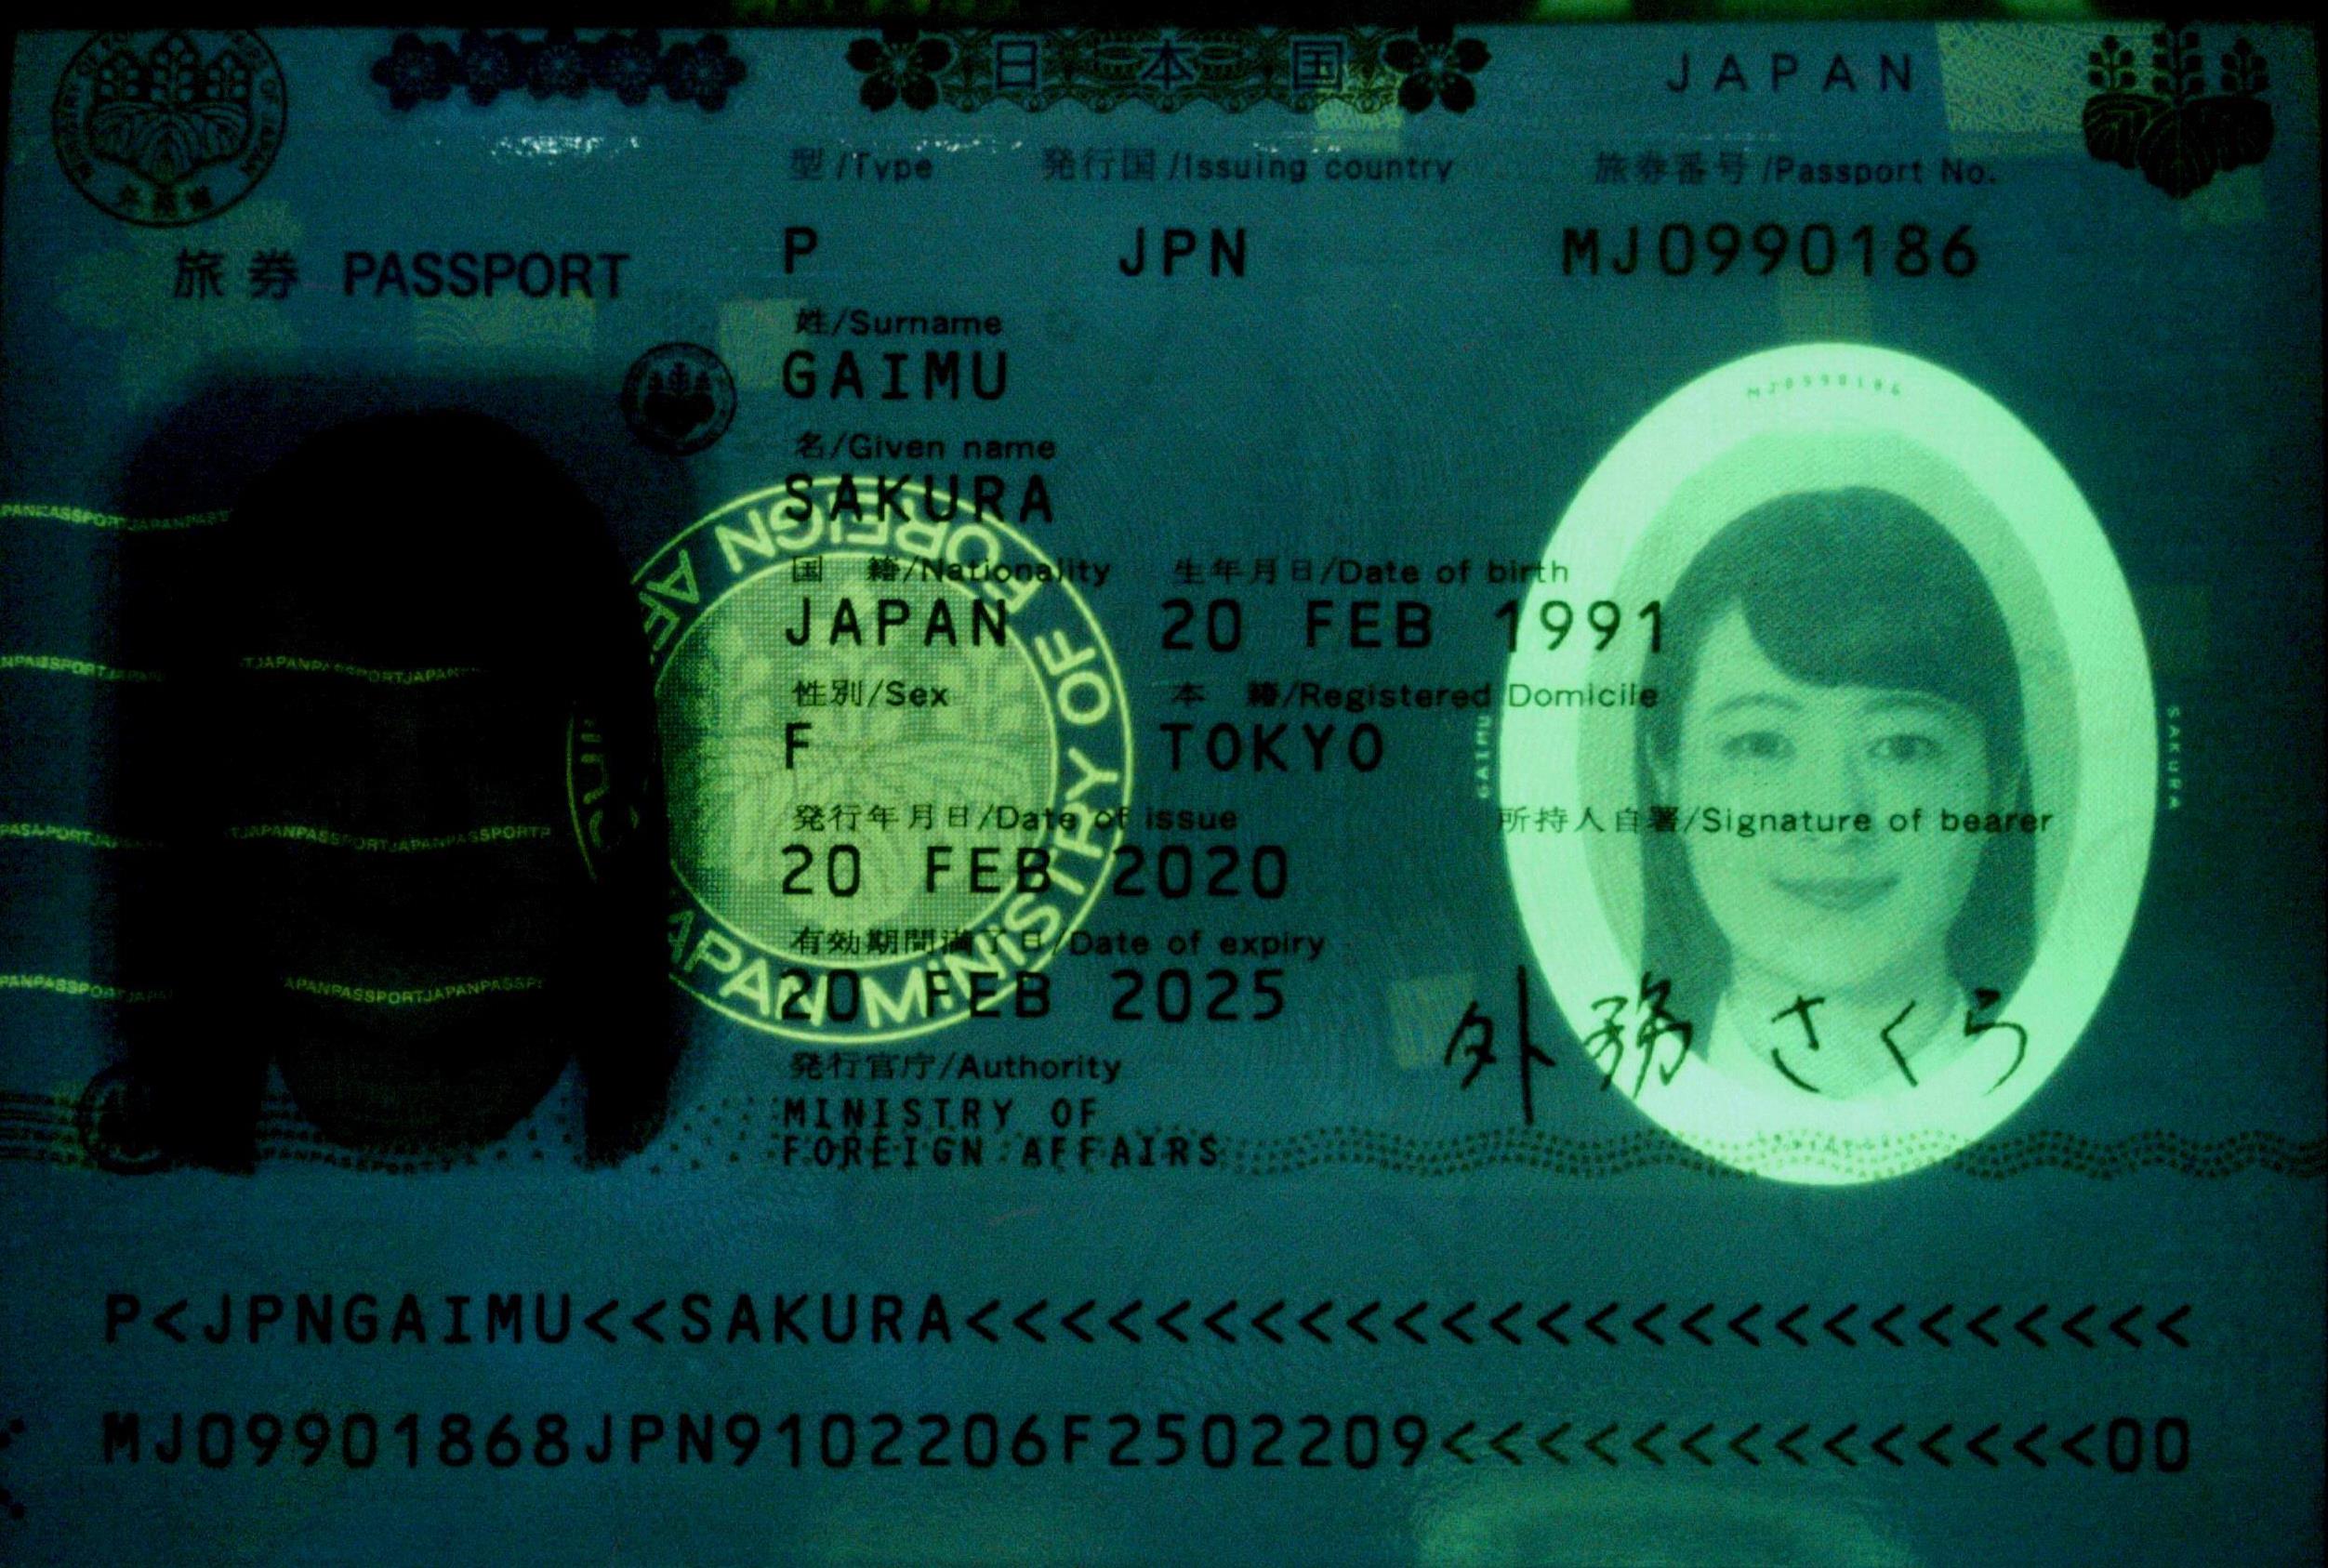 日本国 JAPAN
型/Type 発行国/Issuing country 旅券番号/Passport No.
旅券 PASSPORT P JPN MJ0990186
姓/Surname
GAIMU
MJ0990186
名/Given name
SAKURA
国 籍/Nationality 生年月日/Date of birth
JAPAN 20 FEB 1991
性別/Sex 本 籍/Registered Domicile
F TOKYO
GAIMU
SAKURA
発行年月日/Date of issue 所持人自署/Signature of bearer
20 FEB 2020
有効期間満了日/Date of expiry
20 FEB 2025
外務 さくら
発行官庁/Authority
MINISTRY OF
FOREIGN AFFAIRS
JAPAN MINISTRY OF FOREIGN
P<JPNGAIMU<<SAKURA<<<<<<<<<<<<<<<<<<<<<<<<<<
MJ09901868JPN9102206F2502209<<<<<<<<<<<<<<00